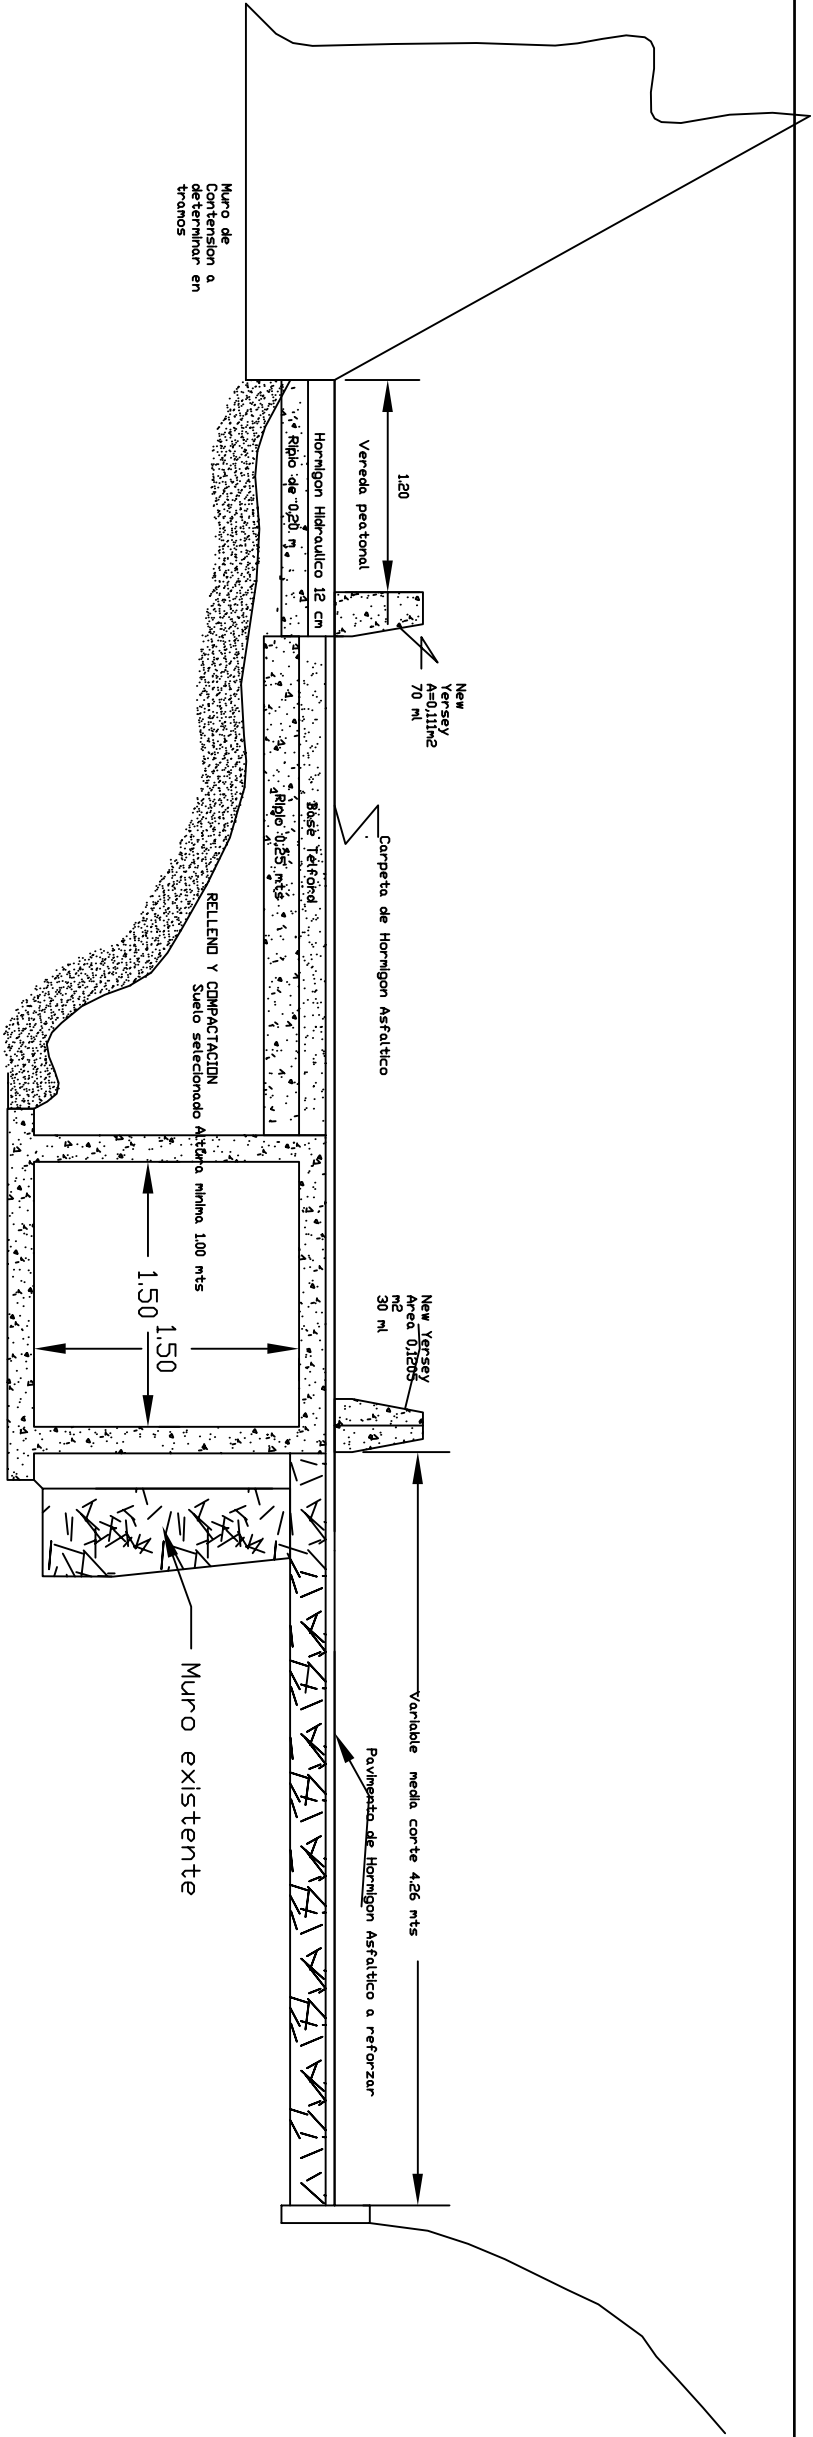 Muro de
Contension a
determinar en
tramos
1.20
Vereda peatonal
Hormigon Hidraulico 12 cm
Ripio de 0,20 m
New
Yersey
A=0,111m2
70 ml
Carpeta de Hormigon Asfaltico
Base Telford
Ripio 0,25 mts
RELLENO Y COMPACTACION
Suelo selecionado Altura minima 1.00 mts
1.50
1.50
New Yersey
Area 0,1205
m2
30 ml
Variable media corte 4.26 mts
Pavimento de Hormigon Asfaltico a reforzar
Muro existente